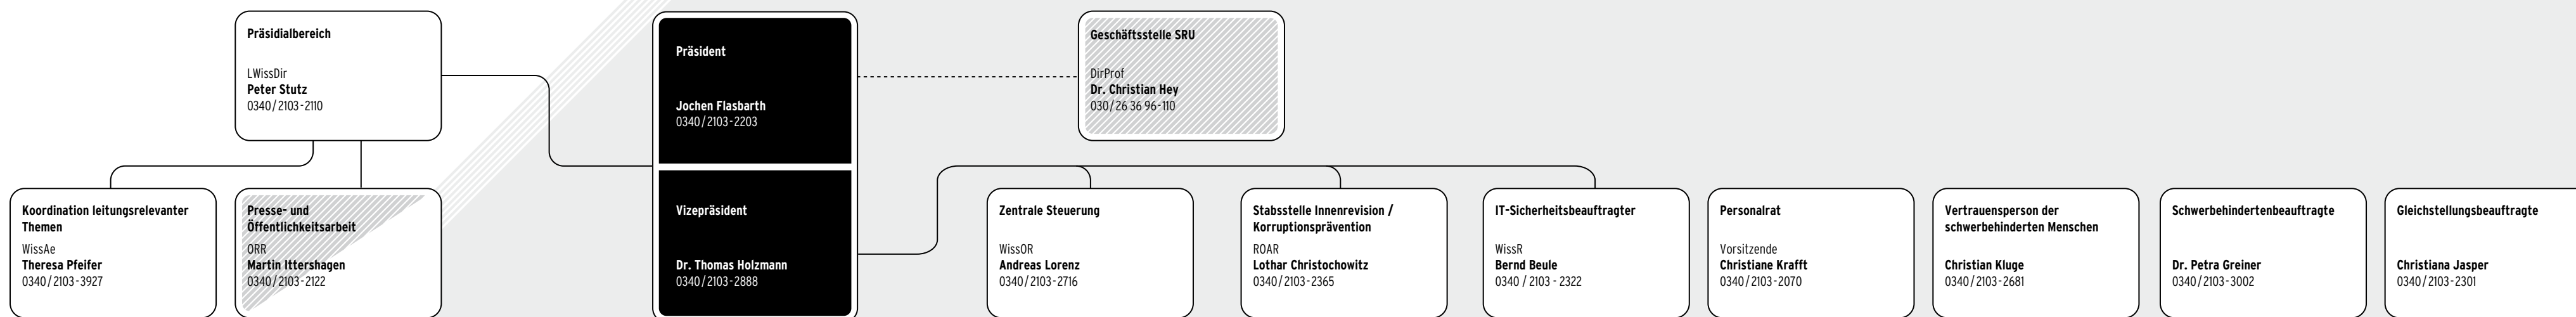 Präsidialbereich
LWissDir
Peter Stutz
0340/2103-2110
Präsident
Jochen Flasbarth
0340/2103-2203
Geschäftsstelle SRU
DirProf
Dr. Christian Hey
030/26 36 96-110
Koordination leitungsrelevanter
Themen
WissAe
Theresa Pfeifer
0340/2103-3927
Presse- und
Öffentlichkeitsarbeit
ORR
Martin Ittershagen
0340/2103-2122
Vizepräsident
Dr. Thomas Holzmann
0340/2103-2888
Zentrale Steuerung
WissOR
Andreas Lorenz
0340/2103-2716
Stabsstelle Innenrevision /
Korruptionsprävention
ROAR
Lothar Christochowitz
0340/2103-2365
IT-Sicherheitsbeauftragter
WissR
Bernd Beule
0340 / 2103 - 2322
Personalrat
Vorsitzende
Christiane Krafft
0340/2103-2070
Vertrauensperson der
schwerbehinderten Menschen
Christian Kluge
0340/2103-2681
Schwerbehindertenbeauftragte
Dr. Petra Greiner
0340/2103-3002
Gleichstellungsbeauftragte
Christiana Jasper
0340/2103-2301